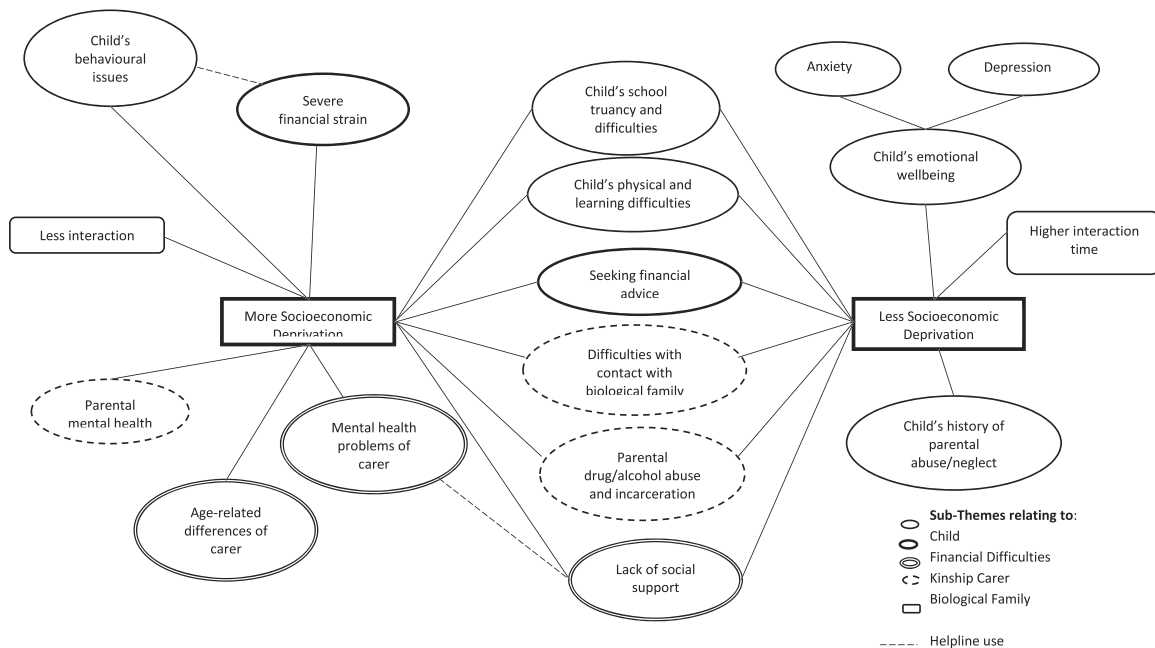 Child's
behavioural
issues
Severe
financial strain
Less interaction
More Socioeconomic
Deprivation
Parental
mental health
Mental health
problems of
carer
Age-related
differences of
carer
Child's school
truancy and
difficulties
Child's physical and
learning difficulties
Seeking financial
advice
Difficulties with
contact with
biological family
Parental
drug/alcohol abuse
and incarceration
Lack of social
support
Anxiety
Depression
Child's emotional
wellbeing
Higher interaction
time
Less Socioeconomic
Deprivation
Child's history of
parental
abuse/neglect
Sub-Themes relating to:
Child
Financial Difficulties
Kinship Carer
Biological Family
Helpline use